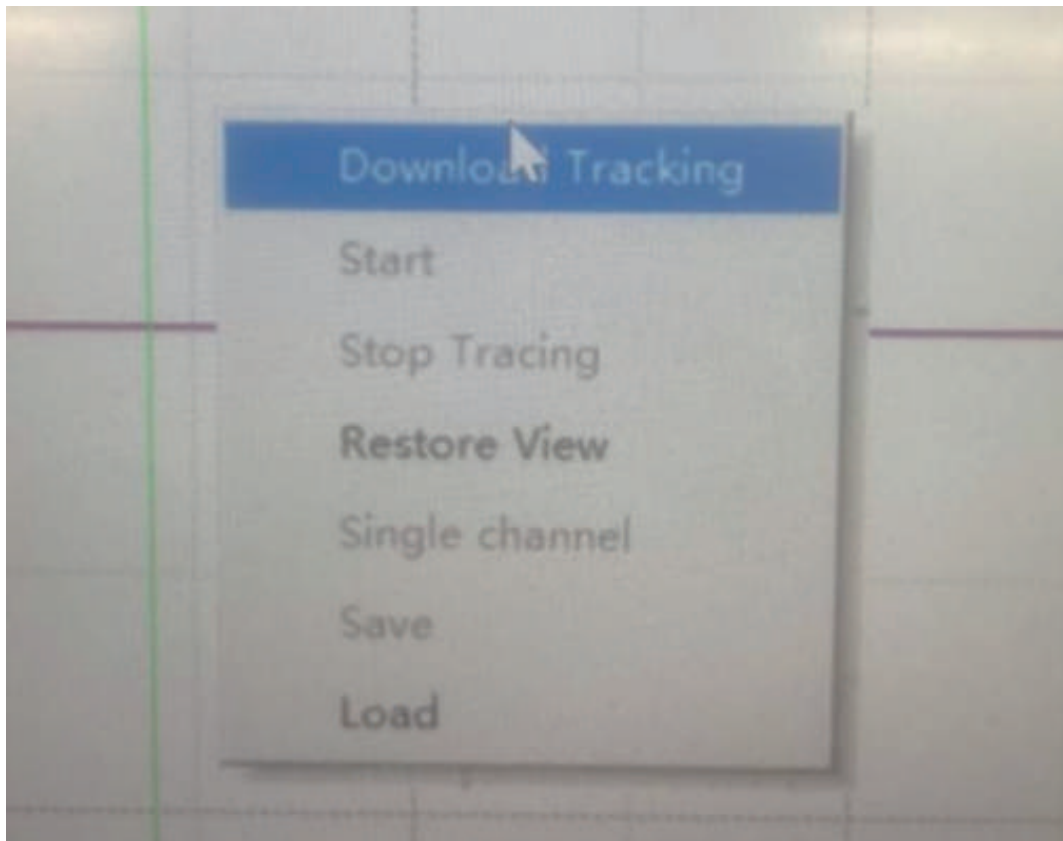 Download Tracking
Start
Stop Tracing
Restore View
Single channel
Save
Load